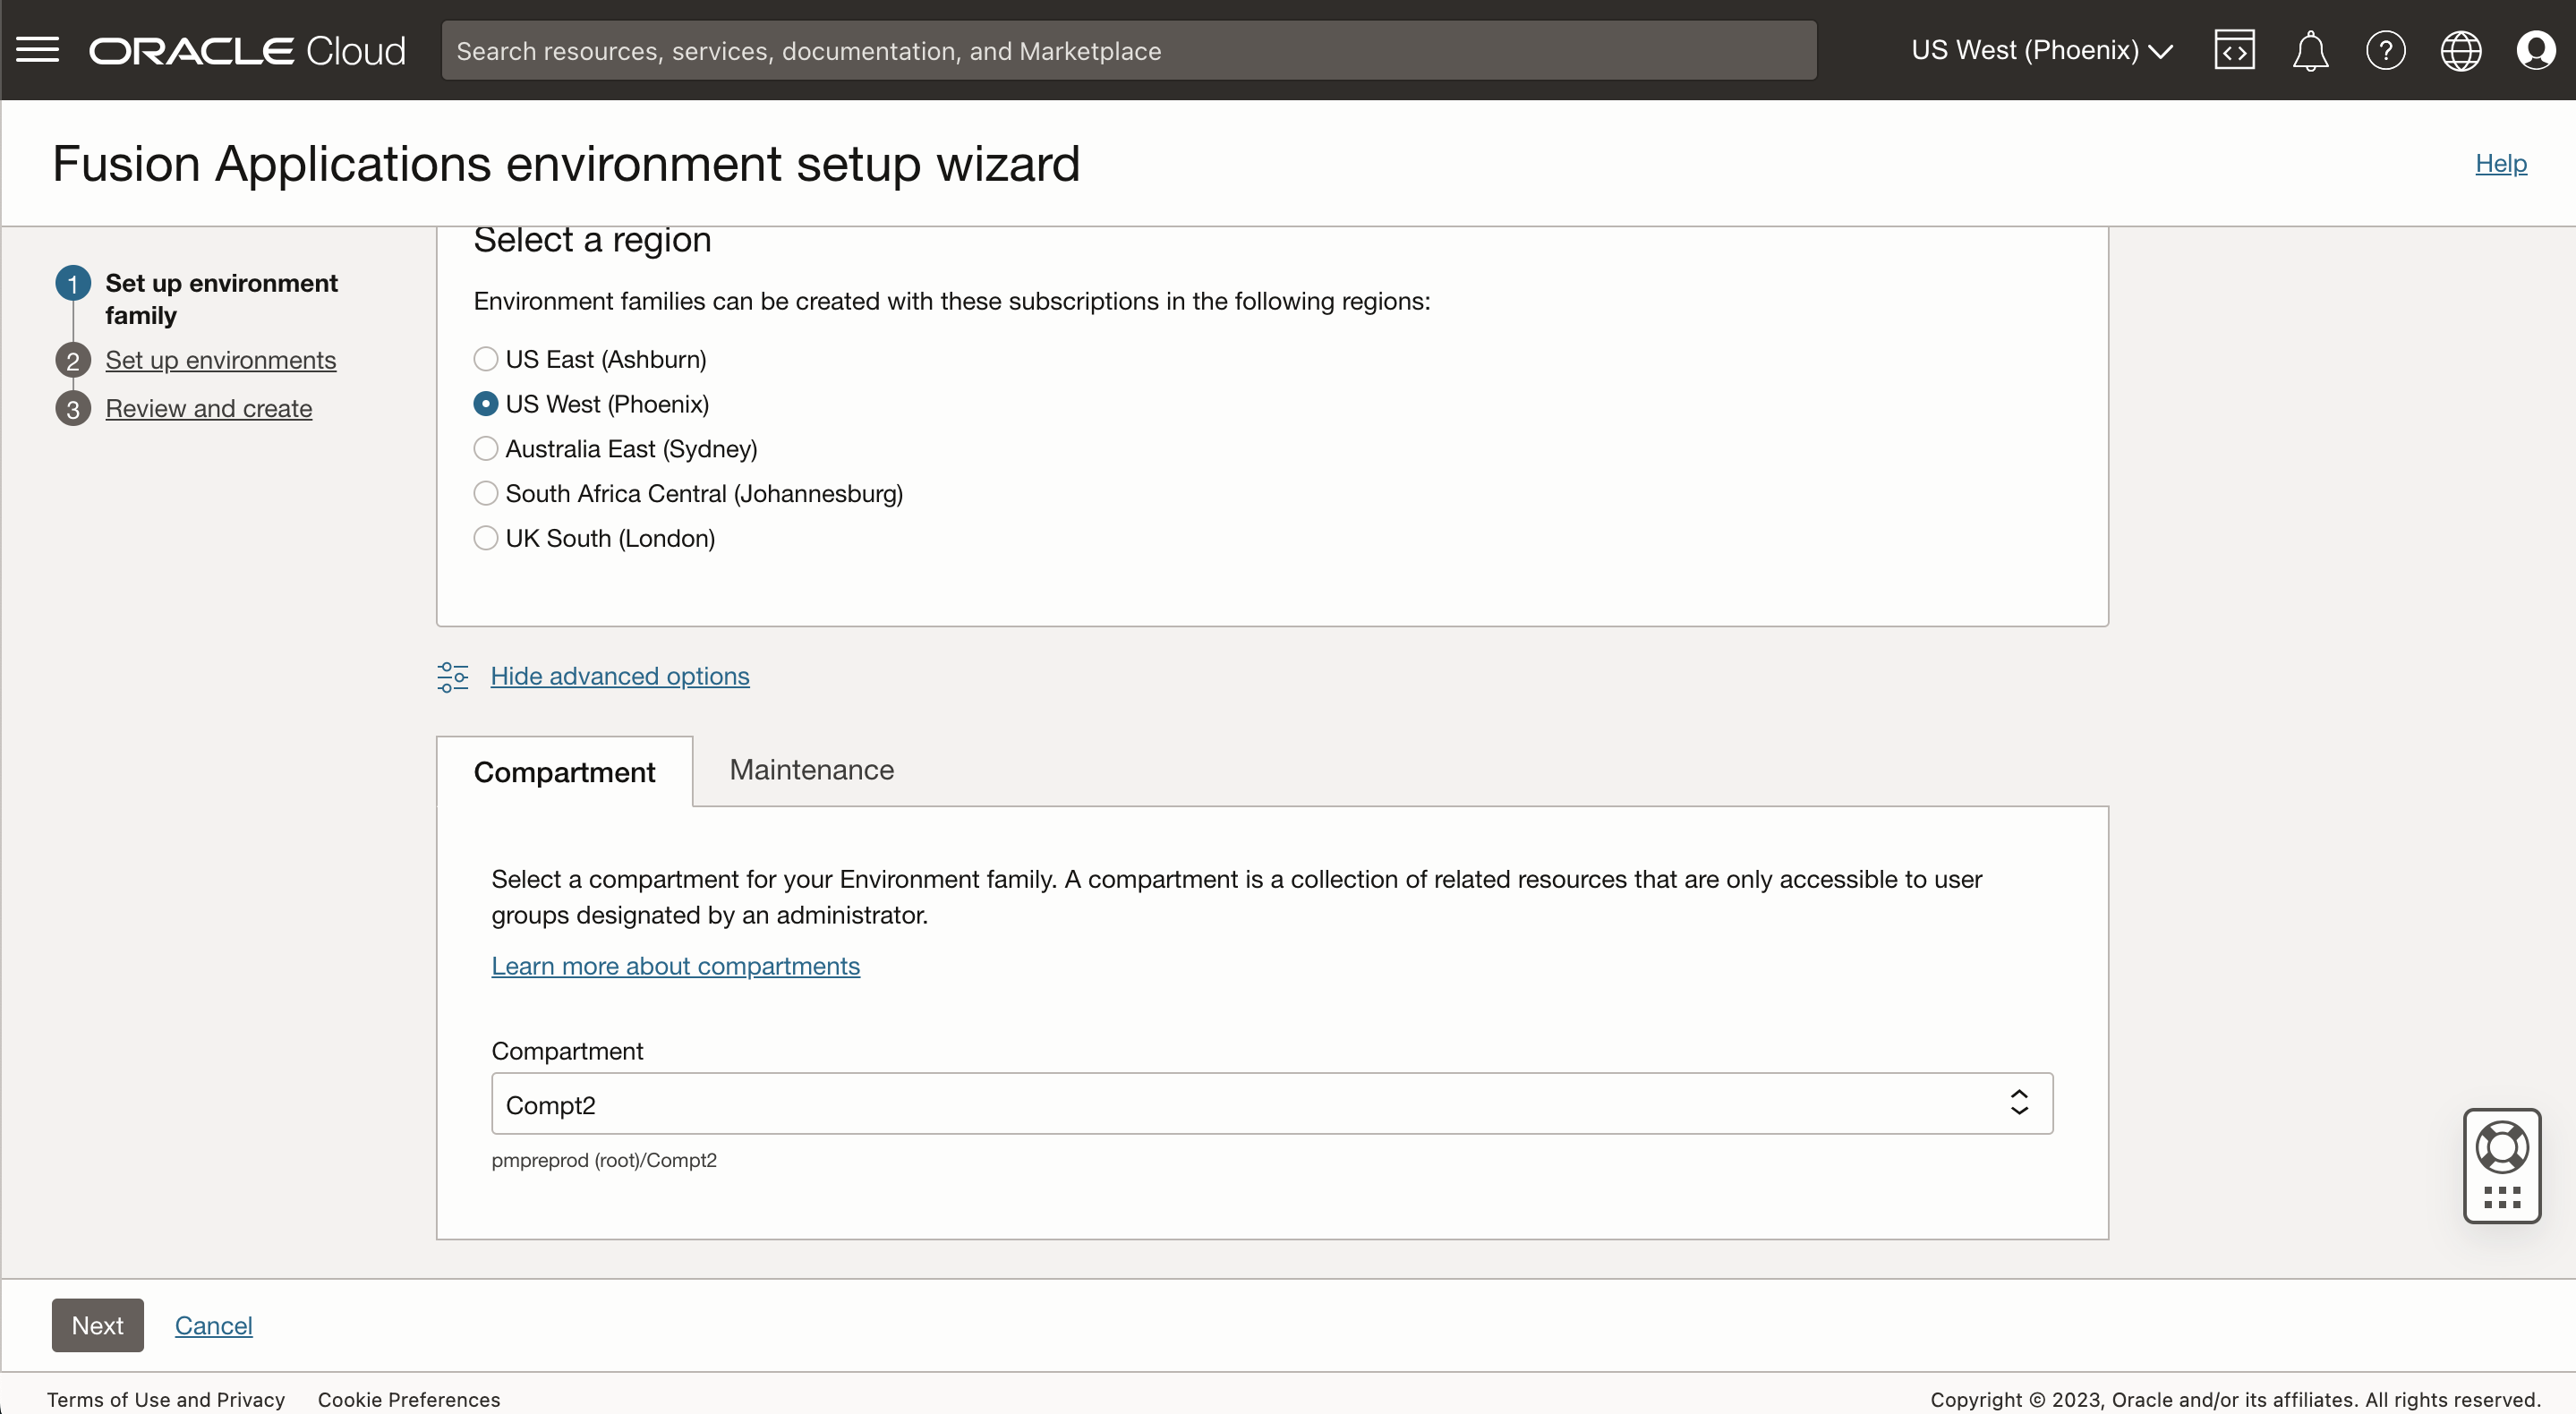 ORACLE Cloud
Search resources, services, documentation, and Marketplace
US West (Phoenix)
Fusion Applications environment setup wizard
Help
1 Set up environment
family
2 Set up environments
3 Review and create
Select a region
Environment families can be created with these subscriptions in the following regions:
US East (Ashburn)
US West (Phoenix)
Australia East (Sydney)
South Africa Central (Johannesburg)
UK South (London)
Hide advanced options
Compartment
Maintenance
Select a compartment for your Environment family. A compartment is a collection of related resources that are only accessible to user
groups designated by an administrator.
Learn more about compartments
Compartment
Compt2
pmpreprod (root)/Compt2
Next
Cancel
Terms of Use and Privacy
Cookie Preferences
Copyright © 2023, Oracle and/or its affiliates. All rights reserved.